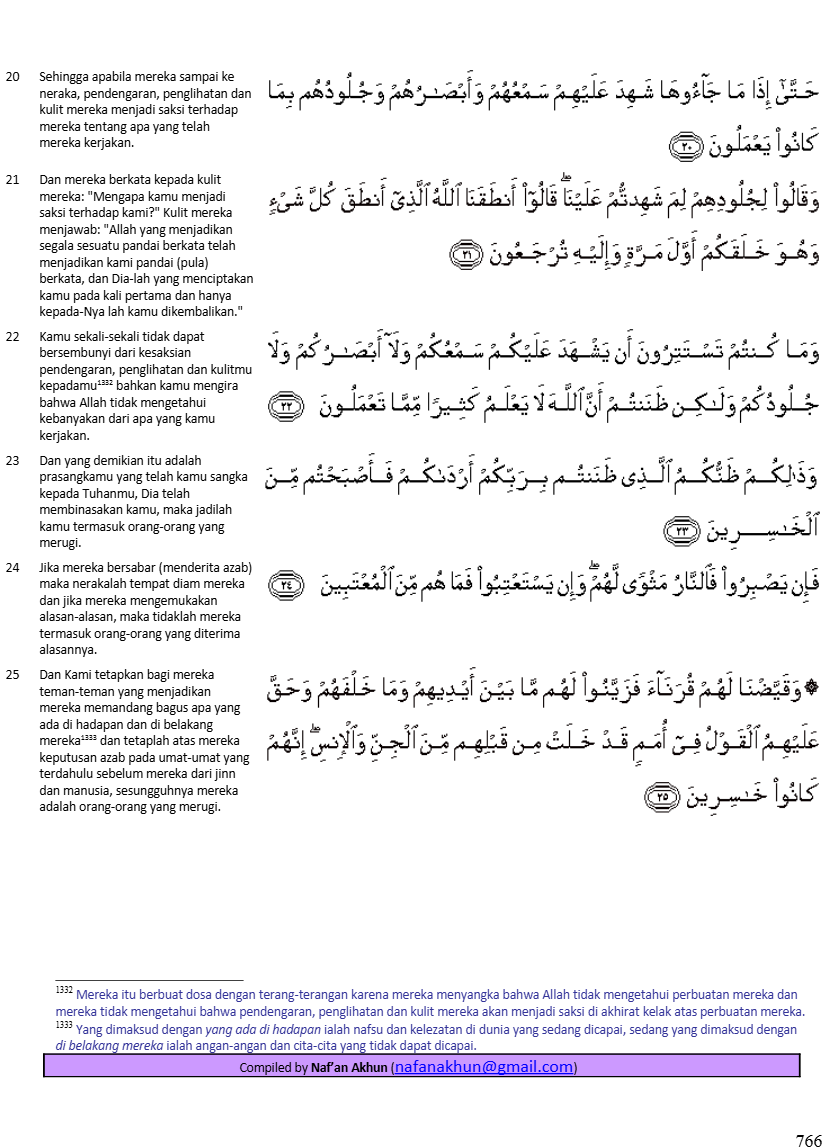 20 Sehingga apabila mereka sampai ke
neraka, pendengaran, penglihatan dan
kulit mereka menjadi saksi terhadap
mereka tentang apa yang telah
mereka kerjakan.
حَتَّىٰٓ إِذَا مَا جَآءُوهَا شَهِدَ عَلَيْهِمْ سَمْعُهُمْ وَأَبْصَـٰرُهُمْ وَجُلُودُهُم بِمَا
كَانُوا۟ يَعْمَلُونَ ٢٠
21 Dan mereka berkata kepada kulit
mereka: "Mengapa kamu menjadi
saksi terhadap kami?" Kulit mereka
menjawab: "Allah yang menjadikan
segala sesuatu pandai berkata telah
menjadikan kami pandai (pula)
berkata, dan Dia-lah yang menciptakan
kamu pada kali pertama dan hanya
kepada-Nya lah kamu dikembalikan."
وَقَالُوا۟ لِجُلُودِهِمْ لِمَ شَهِدتُّمْ عَلَيْنَا ۖ قَالُوٓا۟ أَنطَقَنَا ٱللَّهُ ٱلَّذِىٓ أَنطَقَ كُلَّ شَىْءٍ
وَهُوَ خَلَقَكُمْ أَوَّلَ مَرَّةٍ وَإِلَيْهِ تُرْجَعُونَ ٢١
22 Kamu sekali-sekali tidak dapat
bersembunyi dari kesaksian
pendengaran, penglihatan dan kulitmu
kepadamu1332 bahkan kamu mengira
bahwa Allah tidak mengetahui
kebanyakan dari apa yang kamu
kerjakan.
وَمَا كُنتُمْ تَسْتَتِرُونَ أَن يَشْهَدَ عَلَيْكُمْ سَمْعُكُمْ وَلَآ أَبْصَـٰرُكُمْ وَلَا
جُلُودُكُمْ وَلَـٰكِن ظَنَنتُمْ أَنَّ ٱللَّهَ لَا يَعْلَمُ كَثِيرًا مِّمَّا تَعْمَلُونَ ٢٢
23 Dan yang demikian itu adalah
prasangkamu yang telah kamu sangka
kepada Tuhanmu, Dia telah
membinasakan kamu, maka jadilah
kamu termasuk orang-orang yang
merugi.
وَذَٰلِكُمْ ظَنُّكُمُ ٱلَّذِى ظَنَنتُم بِرَبِّكُمْ أَرْدَىٰكُمْ فَأَصْبَحْتُم مِّنَ
ٱلْخَـٰسِرِينَ ٢٣
24 Jika mereka bersabar (menderita azab)
maka nerakalah tempat diam mereka
dan jika mereka mengemukakan
alasan-alasan, maka tidaklah mereka
termasuk orang-orang yang diterima
alasannya.
فَإِن يَصْبِرُوا۟ فَٱلنَّارُ مَثْوًى لَّهُمْ ۖ وَإِن يَسْتَعْتِبُوا۟ فَمَا هُم مِّنَ ٱلْمُعْتَبِينَ ٢٤
25 Dan Kami tetapkan bagi mereka
teman-teman yang menjadikan
mereka memandang bagus apa yang
ada di hadapan dan di belakang
mereka1333 dan tetaplah atas mereka
keputusan azab pada umat-umat yang
terdahulu sebelum mereka dari jinn
dan manusia, sesungguhnya mereka
adalah orang-orang yang merugi.
۞ وَقَيَّضْنَا لَهُمْ قُرَنَآءَ فَزَيَّنُوا۟ لَهُم مَّا بَيْنَ أَيْدِيهِمْ وَمَا خَلْفَهُمْ وَحَقَّ
عَلَيْهِمُ ٱلْقَوْلُ فِىٓ أُمَمٍ قَدْ خَلَتْ مِن قَبْلِهِم مِّنَ ٱلْجِنِّ وَٱلْإِنسِ ۖ إِنَّهُمْ
كَانُوا۟ خَـٰسِرِينَ ٢٥
1332 Mereka itu berbuat dosa dengan terang-terangan karena mereka menyangka bahwa Allah tidak mengetahui perbuatan mereka dan
mereka tidak mengetahui bahwa pendengaran, penglihatan dan kulit mereka akan menjadi saksi di akhirat kelak atas perbuatan mereka.
1333 Yang dimaksud dengan yang ada di hadapan ialah nafsu dan kelezatan di dunia yang sedang dicapai, sedang yang dimaksud dengan
di belakang mereka ialah angan-angan dan cita-cita yang tidak dapat dicapai.
Compiled by Naf'an Akhun (nafanakhun@gmail.com)
766